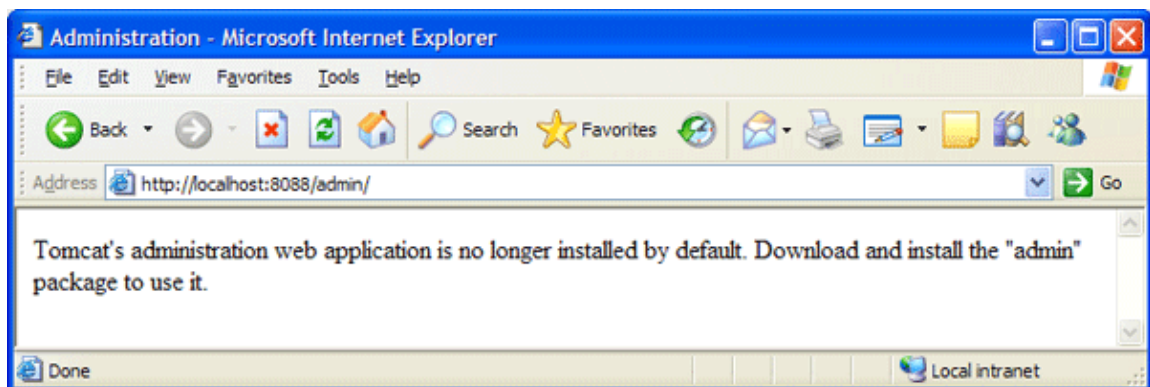 Administration - Microsoft Internet Explorer
File Edit View Favorites Tools Help
Back Search Favorites
Address http://localhost:8088/admin/ Go
Tomcat's administration web application is no longer installed by default. Download and install the "admin"
package to use it.
Done Local intranet